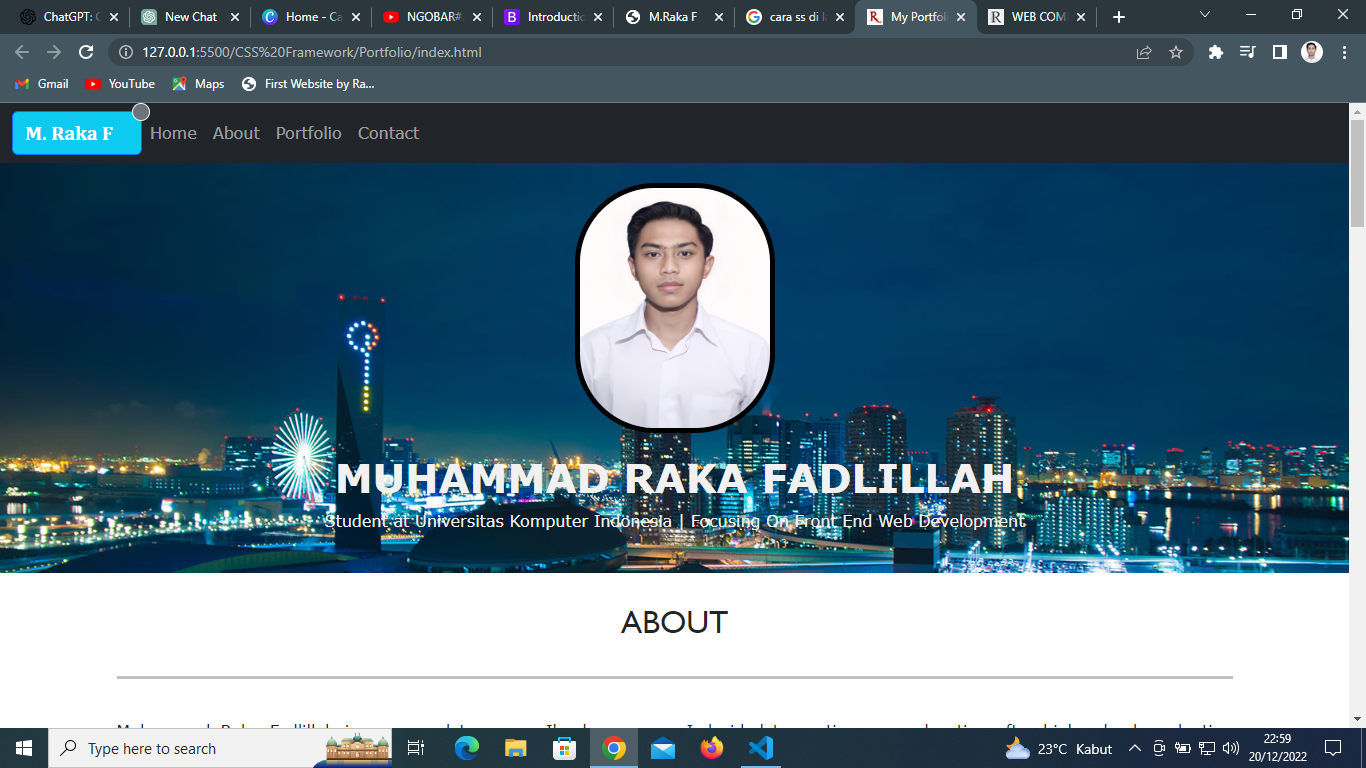 ChatGPT: O
New Chat
Home - Ca
NGOBAR#
Introductio
M.Raka F
cara ss di l
My Portfol
WEB COM
127.0.0.1:5500/CSS%20Framework/Portfolio/index.html
Gmail
YouTube
Maps
First Website by Ra...
M. Raka F
Home
About
Portfolio
Contact
MUHAMMAD RAKA FADLILLAH
Student at Universitas Komputer Indonesia | Focusing On Front End Web Development
ABOUT
Type here to search
23°C Kabut
22:59
20/12/2022